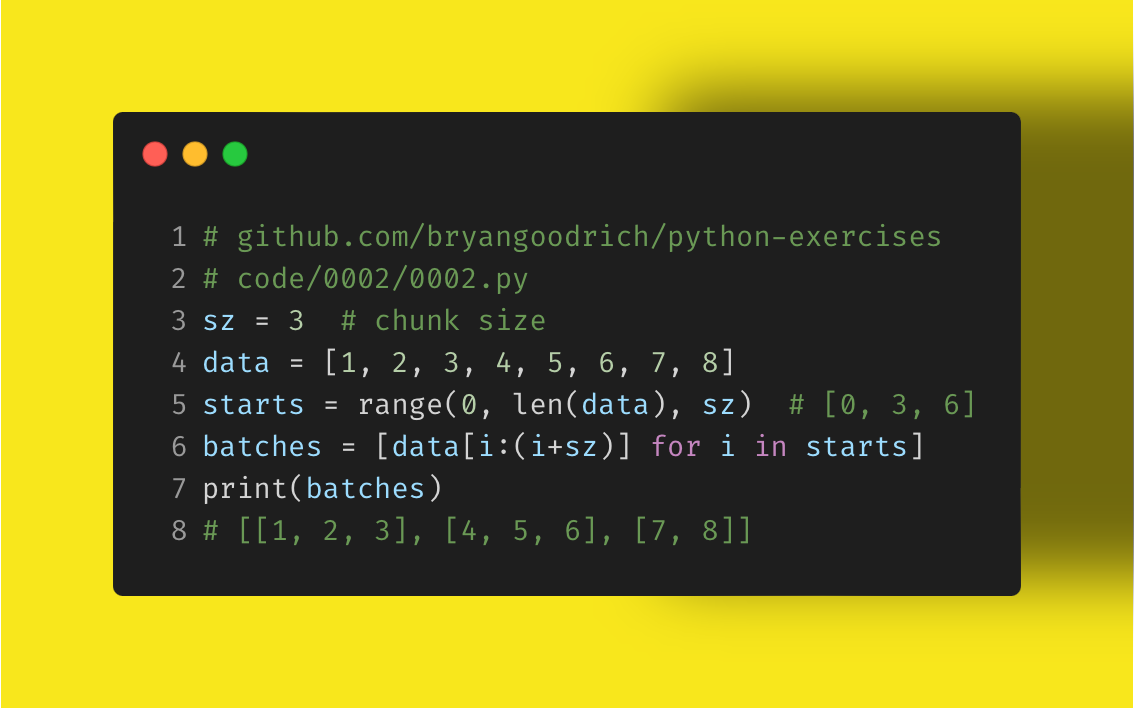 1 # github.com/bryangoodrich/python-exercises
2 # code/0002/0002.py
3 sz = 3  # chunk size
4 data = [1, 2, 3, 4, 5, 6, 7, 8]
5 starts = range(0, len(data), sz)  # [0, 3, 6]
6 batches = [data[i:(i+sz)] for i in starts]
7 print(batches)
8 # [[1, 2, 3], [4, 5, 6], [7, 8]]